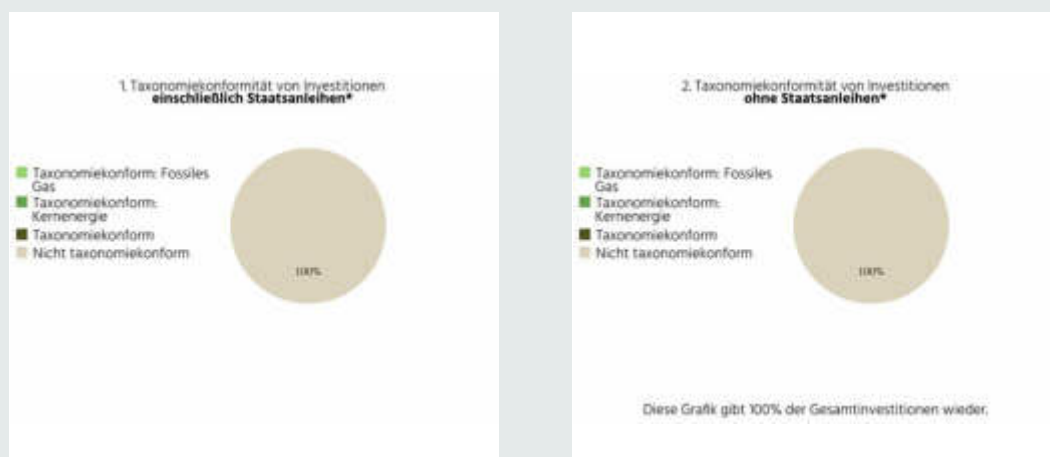 1. Taxonomiekonformität von Investitionen
einschließlich Staatsanleihen*
Taxonomiekonform: Fossiles
Gas
Taxonomiekonform:
Kernenergie
Taxonomiekonform
Nicht taxonomiekonform
100%
2. Taxonomiekonformität von Investitionen
ohne Staatsanleihen*
Taxonomiekonform: Fossiles
Gas
Taxonomiekonform:
Kernenergie
Taxonomiekonform
Nicht taxonomiekonform
100%
Diese Grafik gibt 100% der Gesamtinvestitionen wieder.